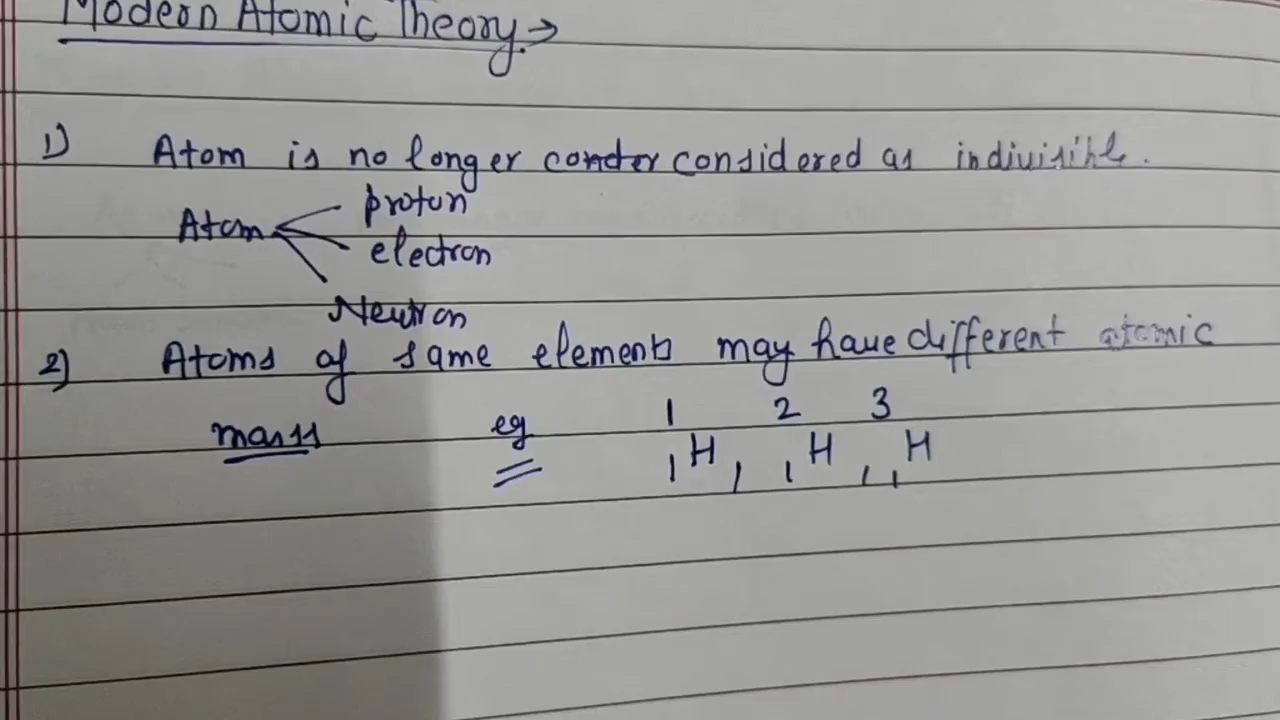 Modern Atomic Theory →
1) Atom is no longer conder considered as indivisible.
Atom proton
electron
Neutron
2) Atoms of same elements may have different atomic
mass eg 1 2 3
1H, 1H, 1H